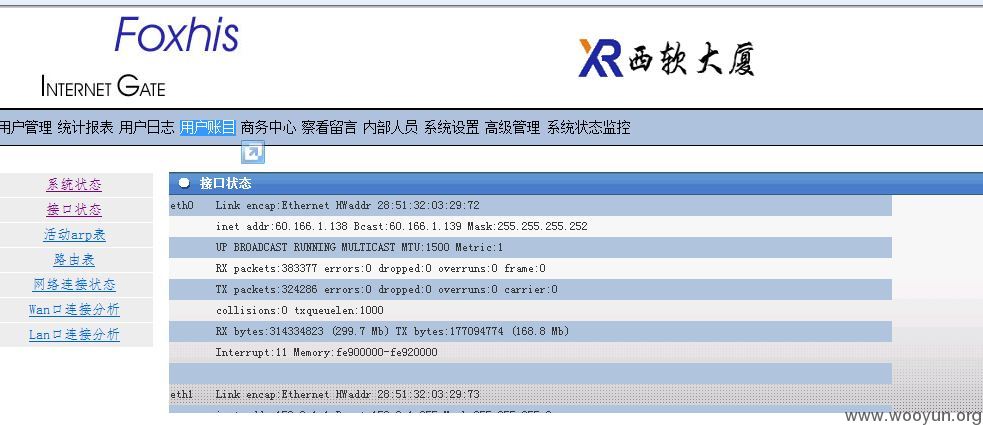 Foxhis
XR西软大厦
INTERNET GATE
用户管理 统计报表 用户日志 用户账目 商务中心 察看留言 内部人员 系统设置 高级管理 系统状态监控
系统状态
接口状态
活动arp表
路由表
网络连接状态
Wan口连接分析
Lan口连接分析
接口状态
eth0 Link encap:Ethernet HWaddr 28:51:32:03:29:72
inet addr:60.166.1.138 Bcast:60.166.1.139 Mask:255.255.255.252
UP BROADCAST RUNNING MULTICAST MTU:1500 Metric:1
RX packets:383377 errors:0 dropped:0 overruns:0 frame:0
TX packets:324286 errors:0 dropped:0 overruns:0 carrier:0
collisions:0 txqueuelen:1000
RX bytes:314334823 (299.7 Mb) TX bytes:177094774 (168.8 Mb)
Interrupt:11 Memory:fe900000-fe920000
eth1 Link encap:Ethernet HWaddr 28:51:32:03:29:73
www.wooyun.org